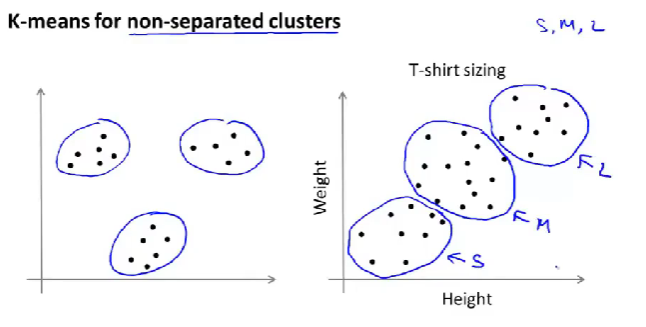 K-means for non-separated clusters
S, M, L
T-shirt sizing
Weight
L
M
S
Height